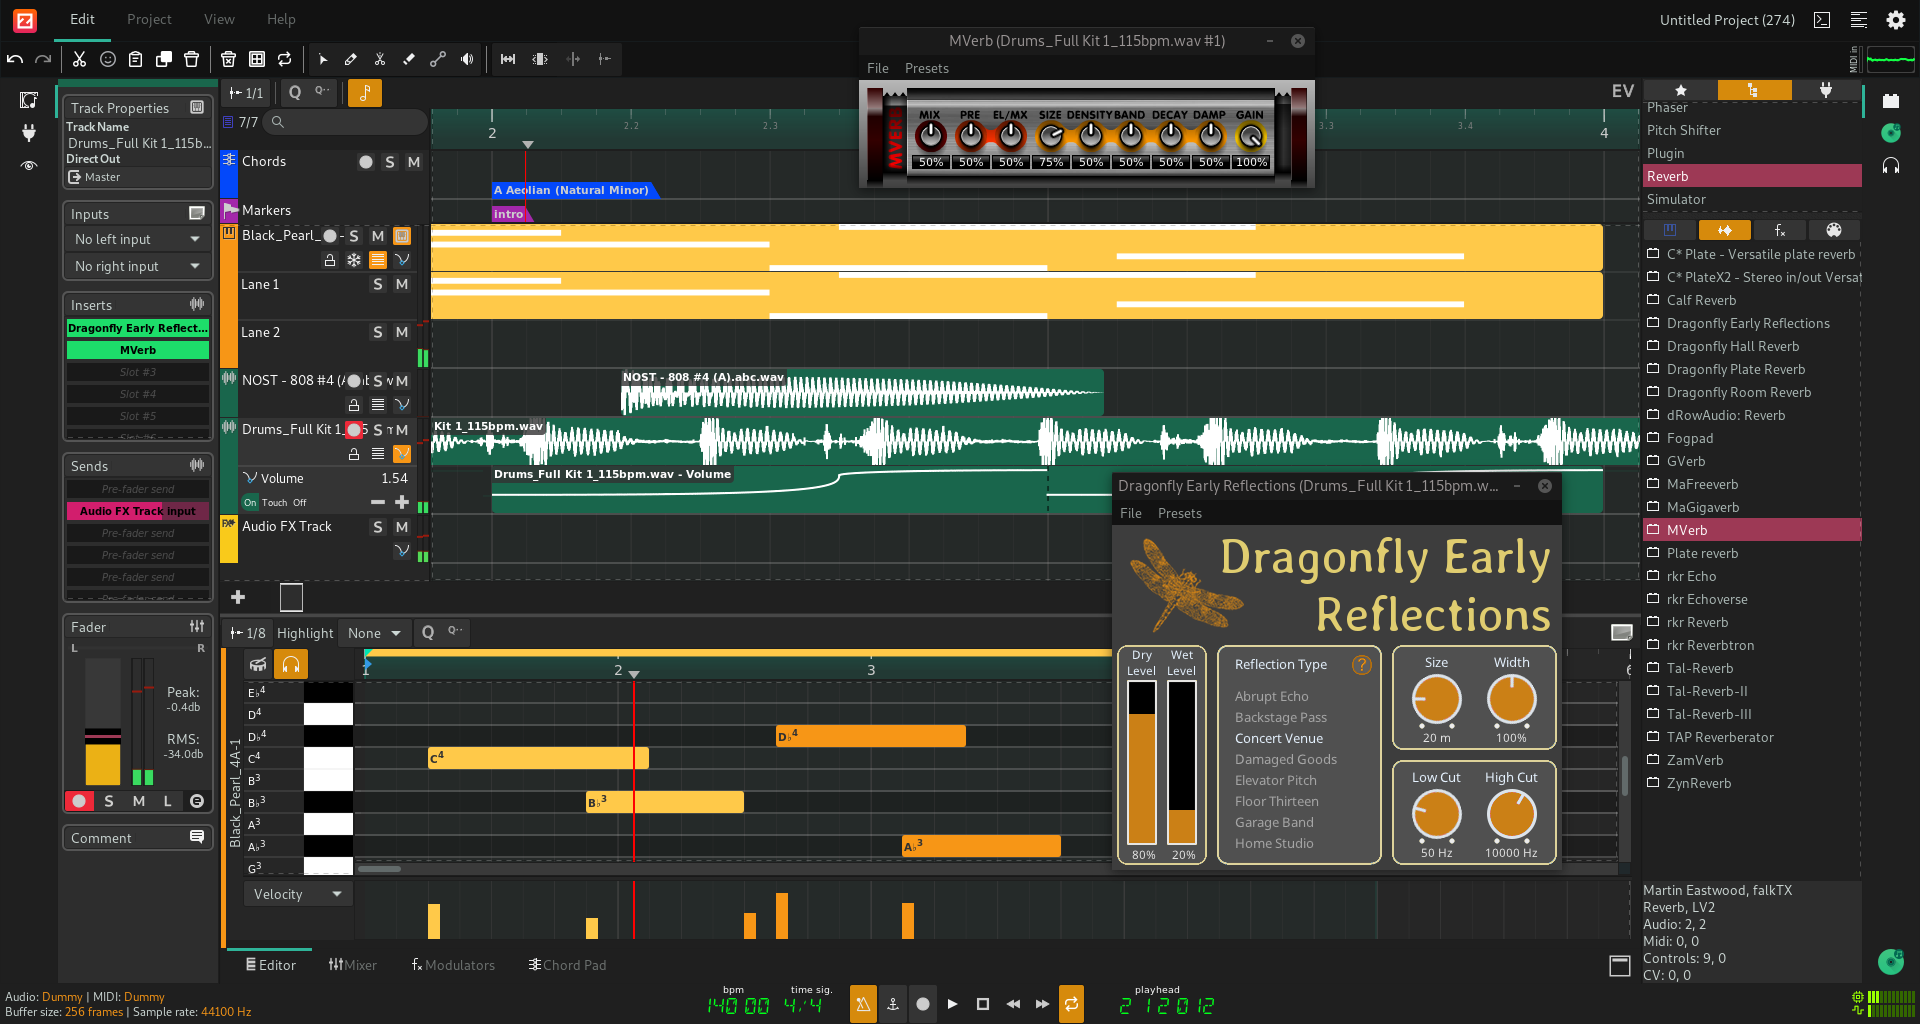 Edit Project View Help
Untitled Project (274)
MIDI in
Track Properties
Track Name
Drums_Full Kit 1_115b...
Direct Out
Master
Inputs
No left input
No right input
Inserts
Dragonfly Early Reflect...
MVerb
Slot #3
Slot #4
Slot #5
Sends
Pre-fader send
Audio FX Track input
Pre-fader send
Pre-fader send
Pre-fader send
Fader
L R
Peak:
-0.4db
RMS:
-34.0db
S M L
Comment
1/1 Q Q
7/7
EV
2 2.2 2.3 3.3 3.4 4
Chords S M
A Aeolian (Natural Minor)
Markers
intro
Black_Pearl_ S M
Lane 1 S M
Lane 2 S M
NOST - 808 #4 (A S M
NOST - 808 #4 (A).abc.wav
Drums_Full Kit 1_ S M
Kit 1_115bpm.wav
Volume 1.54
On Touch Off
Drums_Full Kit 1_115bpm.wav - Volume
Audio FX Track S M
MVerb (Drums_Full Kit 1_115bpm.wav #1)
File Presets
MVERB
MIX PRE EL/MX SIZE DENSITY BAND DECAY DAMP GAIN
50% 50% 50% 75% 50% 50% 50% 50% 100%
Dragonfly Early Reflections (Drums_Full Kit 1_115bpm.w...
File Presets
Dragonfly Early
Reflections
Dry Level
Wet Level
80% 20%
Reflection Type ?
Abrupt Echo
Backstage Pass
Concert Venue
Damaged Goods
Elevator Pitch
Floor Thirteen
Garage Band
Home Studio
Size Width
20 m 100%
Low Cut High Cut
50 Hz 10000 Hz
Phaser
Pitch Shifter
Plugin
Reverb
Simulator
C* Plate - Versatile plate reverb
C* PlateX2 - Stereo in/out Versat
Calf Reverb
Dragonfly Early Reflections
Dragonfly Hall Reverb
Dragonfly Plate Reverb
Dragonfly Room Reverb
dRowAudio: Reverb
Fogpad
GVerb
MaFreeverb
MaGigaverb
MVerb
Plate reverb
rkr Echo
rkr Echoverse
rkr Reverb
rkr Reverbtron
Tal-Reverb
Tal-Reverb-II
Tal-Reverb-III
TAP Reverberator
ZamVerb
ZynReverb
Martin Eastwood, falkTX
Reverb, LV2
Audio: 2, 2
Midi: 0, 0
Controls: 9, 0
CV: 0, 0
1/8 Highlight None Q Q
1 2 3 6
Black_Pearl_4A-1
E♭4
D4
D♭4
C4
B3
B♭3
A3
A♭3
G3
D♭4
C4
B♭3
A♭3
Velocity
Editor Mixer Modulators Chord Pad
Audio: Dummy | MIDI: Dummy
Buffer size: 256 frames | Sample rate: 44100 Hz
bpm
140 00
time sig.
4/4
playhead
2 1 2 012